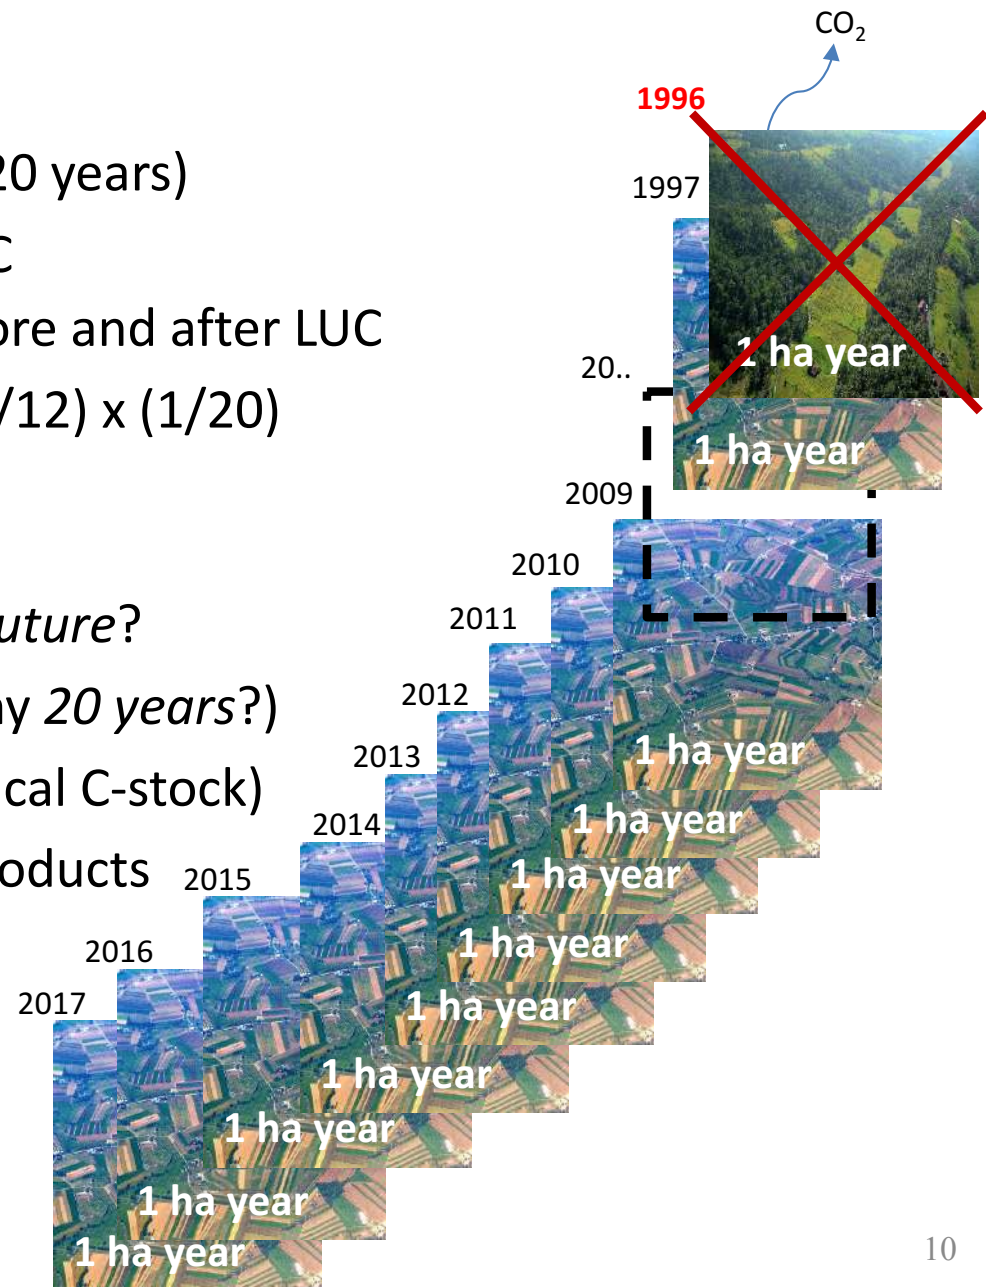 CO₂
1996
20 years)
1997
C
ore and after LUC
1 ha year
20..
/12) x (1/20)
1 ha year
2009
2010
uture?
2011
ny 20 years?)
2012
1 ha year
2013
ical C-stock)
1 ha year
2014
oducts
2015
1 ha year
2016
1 ha year
2017
1 ha year
1 ha year
1 ha year
1 ha year
1 ha year
10